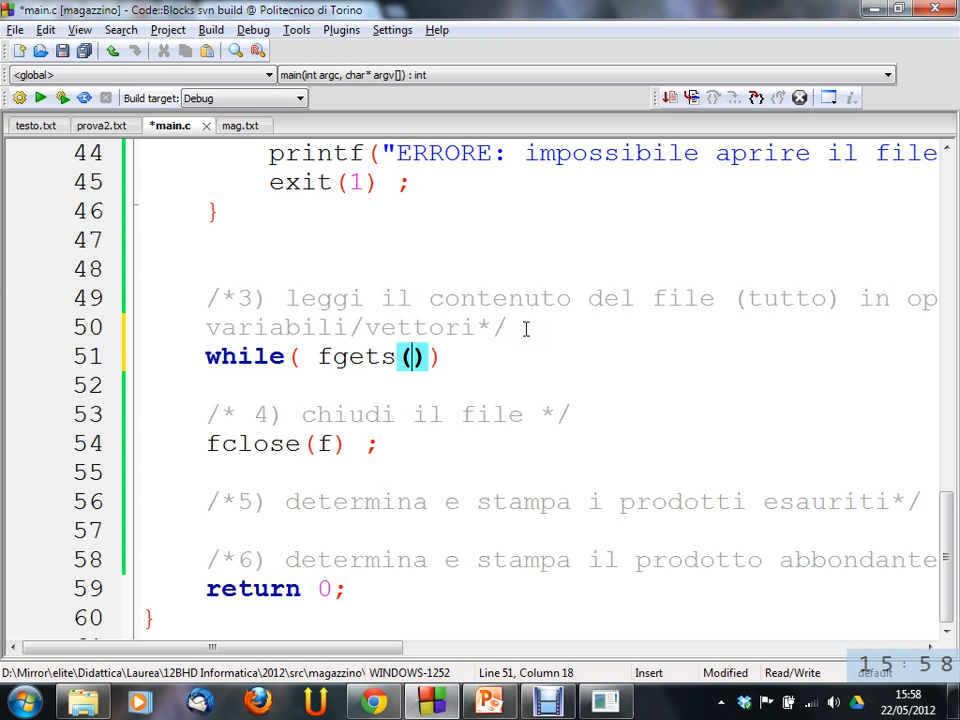 *main.c [magazzino] - Code::Blocks svn build @ Politecnico di Torino
File Edit View Search Project Build Debug Tools Plugins Settings Help
<global> main(int argc, char* argv[]) : int
Build target: Debug
testo.txt prova2.txt *main.c mag.txt
44 printf("ERRORE: impossibile aprire il file
45 exit(1) ;
46 }
47
48
49 /*3) leggi il contenuto del file (tutto) in op
50 variabili/vettori*/
51 while( fgets())
52
53 /* 4) chiudi il file */
54 fclose(f) ;
55
56 /*5) determina e stampa i prodotti esauriti*/
57
58 /*6) determina e stampa il prodotto abbondante
59 return 0;
60 }
D:\Mirror\elite\Didattica\Laurea\12BHD Informatica\2012\src\magazzino\ WINDOWS-1252 Line 51, Column 18 Insert Modified Read/Write default
15:58
15:58
22/05/2012